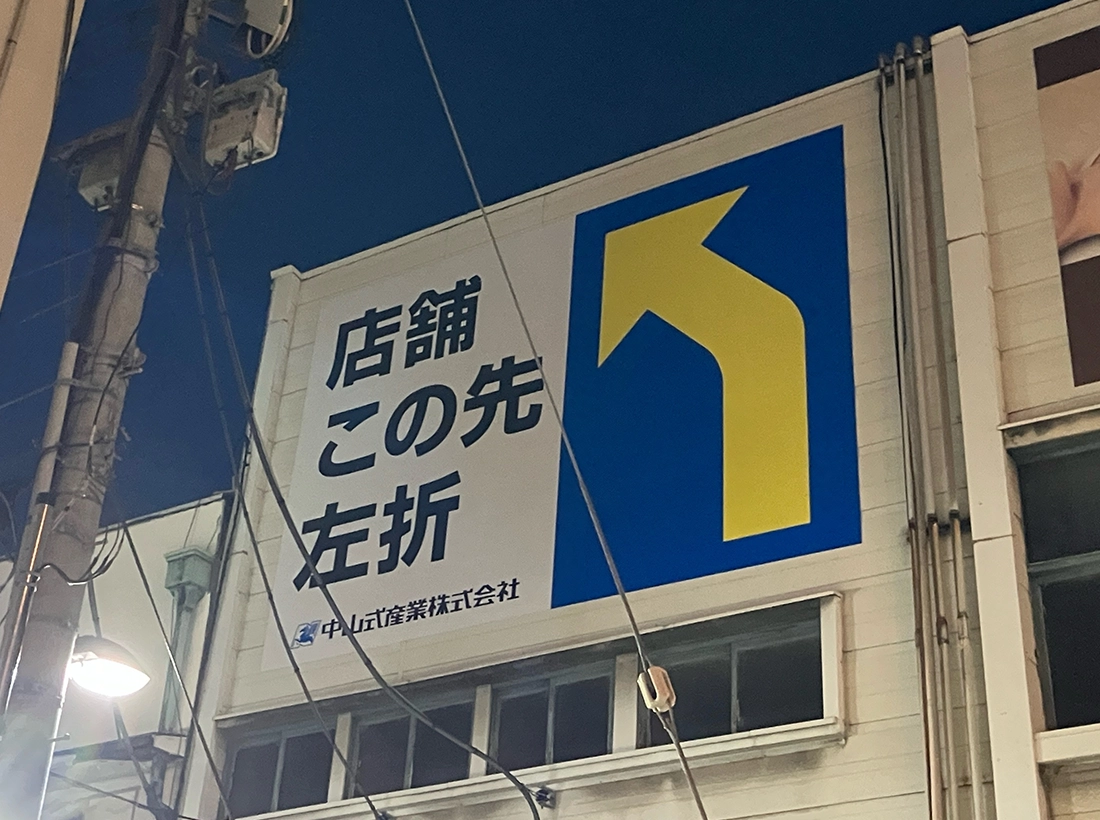 店舗
この先
左折
中山式産業株式会社